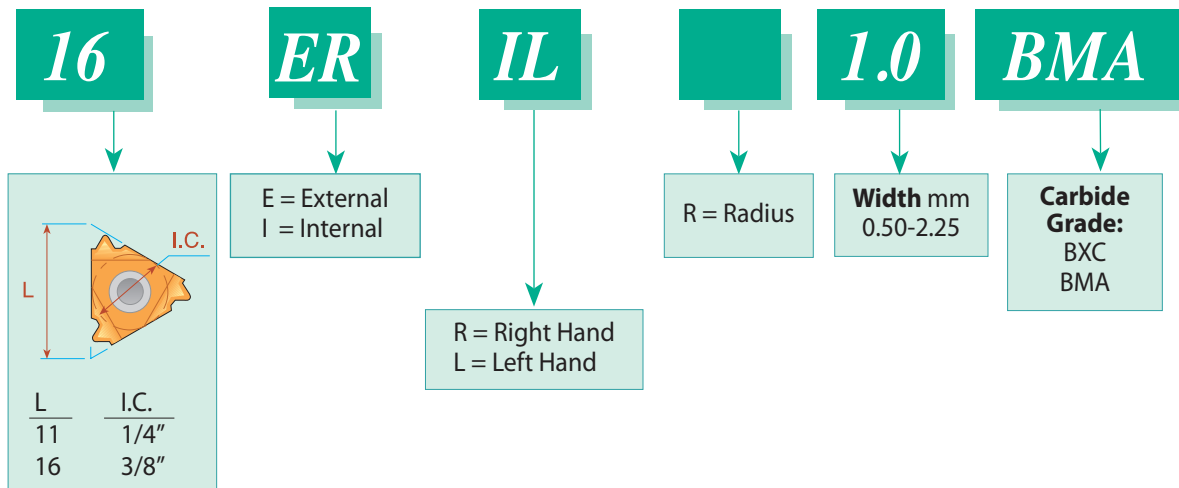 16 ER IL 1.0 BMA
L
I.C.
L I.C.
11 1/4”
16 3/8”
E = External
I = Internal
R = Right Hand
L = Left Hand
R = Radius
Width mm
0.50-2.25
Carbide
Grade:
BXC
BMA